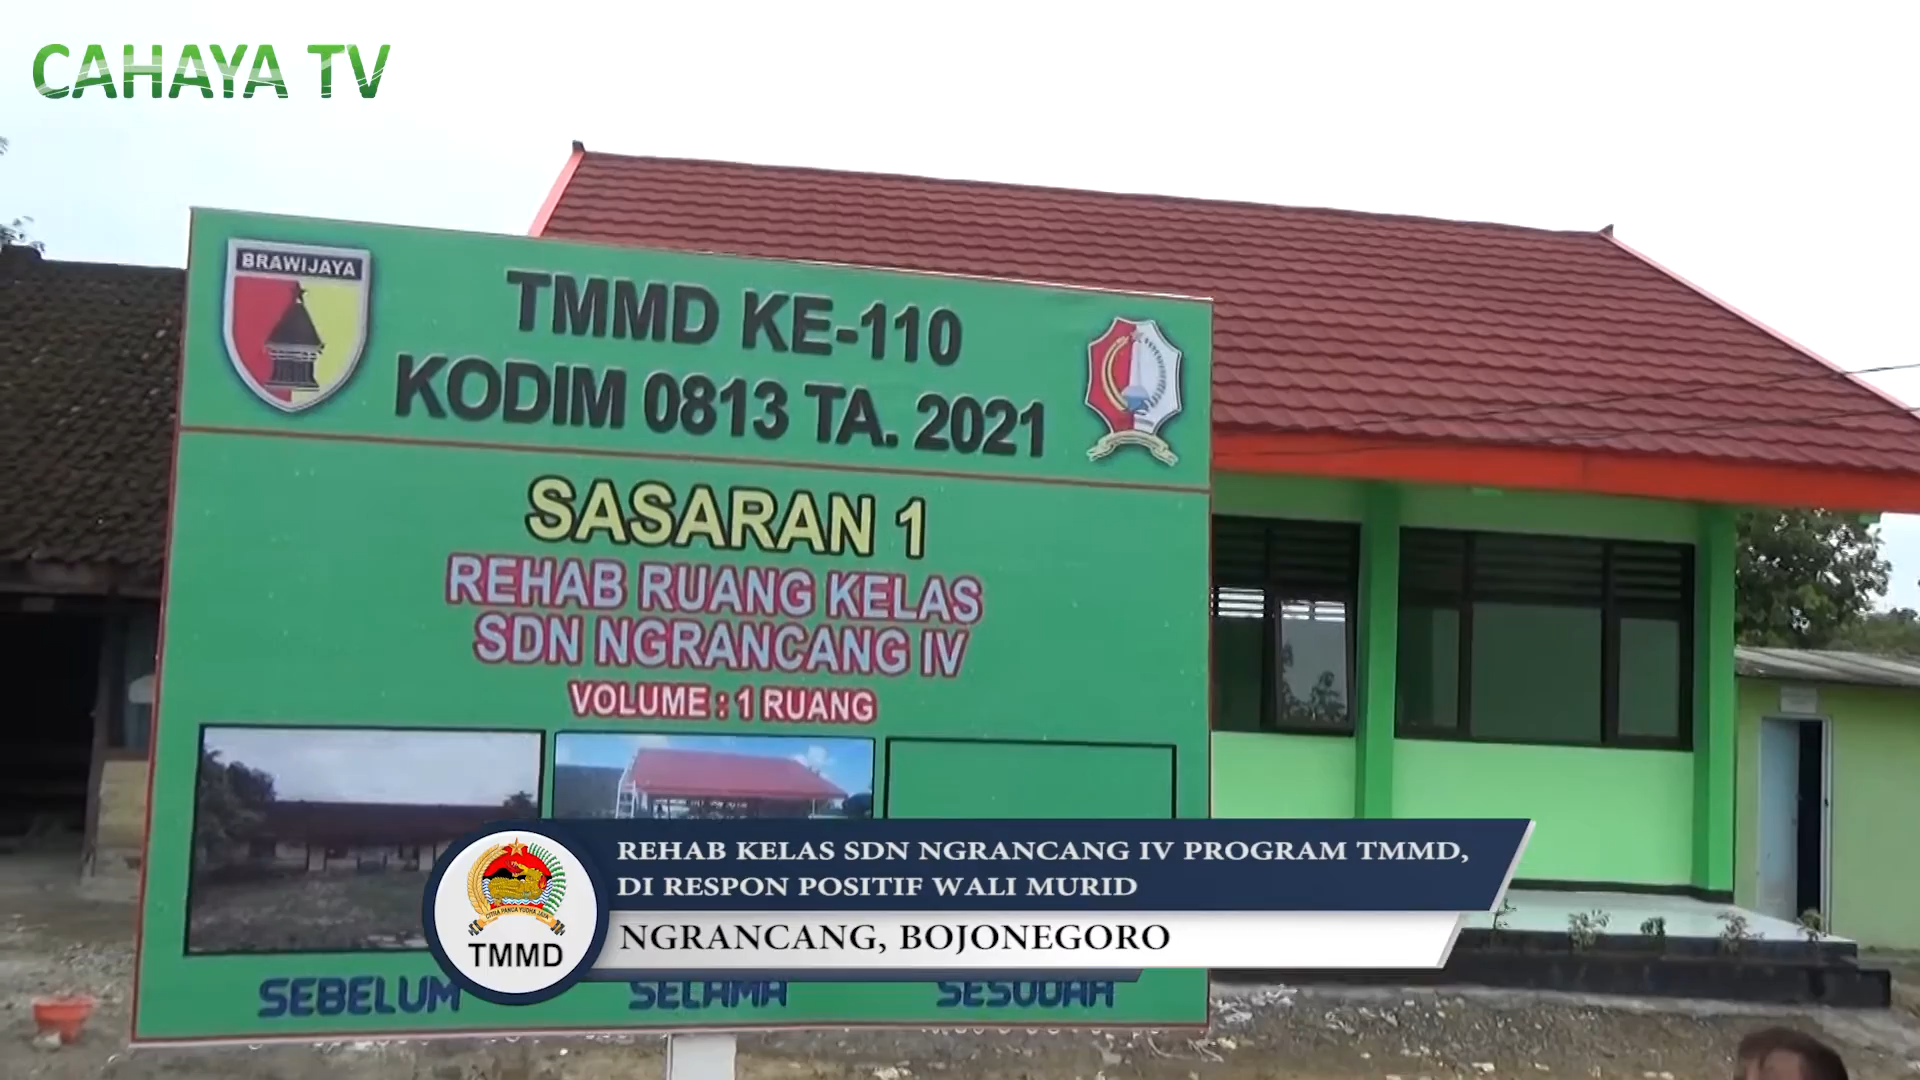 CAHAYA TV
BRAWIJAYA
TMMD KE-110
KODIM 0813 TA. 2021
SASARAN 1
REHAB RUANG KELAS
SDN NGRANCANG IV
VOLUME : 1 RUANG
SEBELUM
SELAMA
SESUDAH
REHAB KELAS SDN NGRANCANG IV PROGRAM TMMD,
DI RESPON POSITIF WALI MURID
NGRANCANG, BOJONEGORO
TMMD